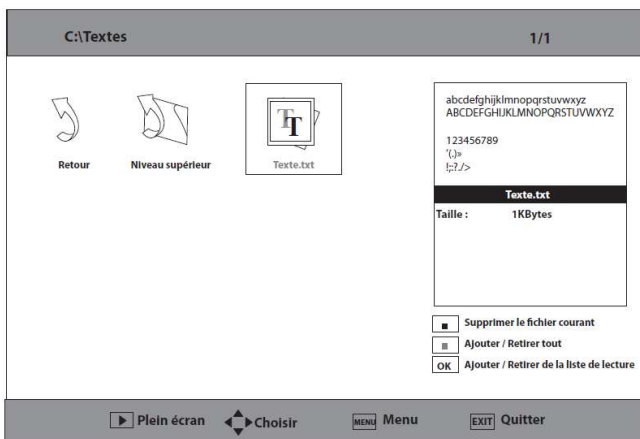 C:\Textes 1/1
Retour Niveau supérieur Texte.txt
abcdefghijklmnopqrstuvwxyz
ABCDEFGHIJKLMNOPQRSTUVWXYZ
123456789
'(.)»
!;:?./>
Texte.txt
Taille : 1KBytes
Supprimer le fichier courant
Ajouter / Retirer tout
OK Ajouter / Retirer de la liste de lecture
Plein écran Choisir MENU Menu EXIT Quitter